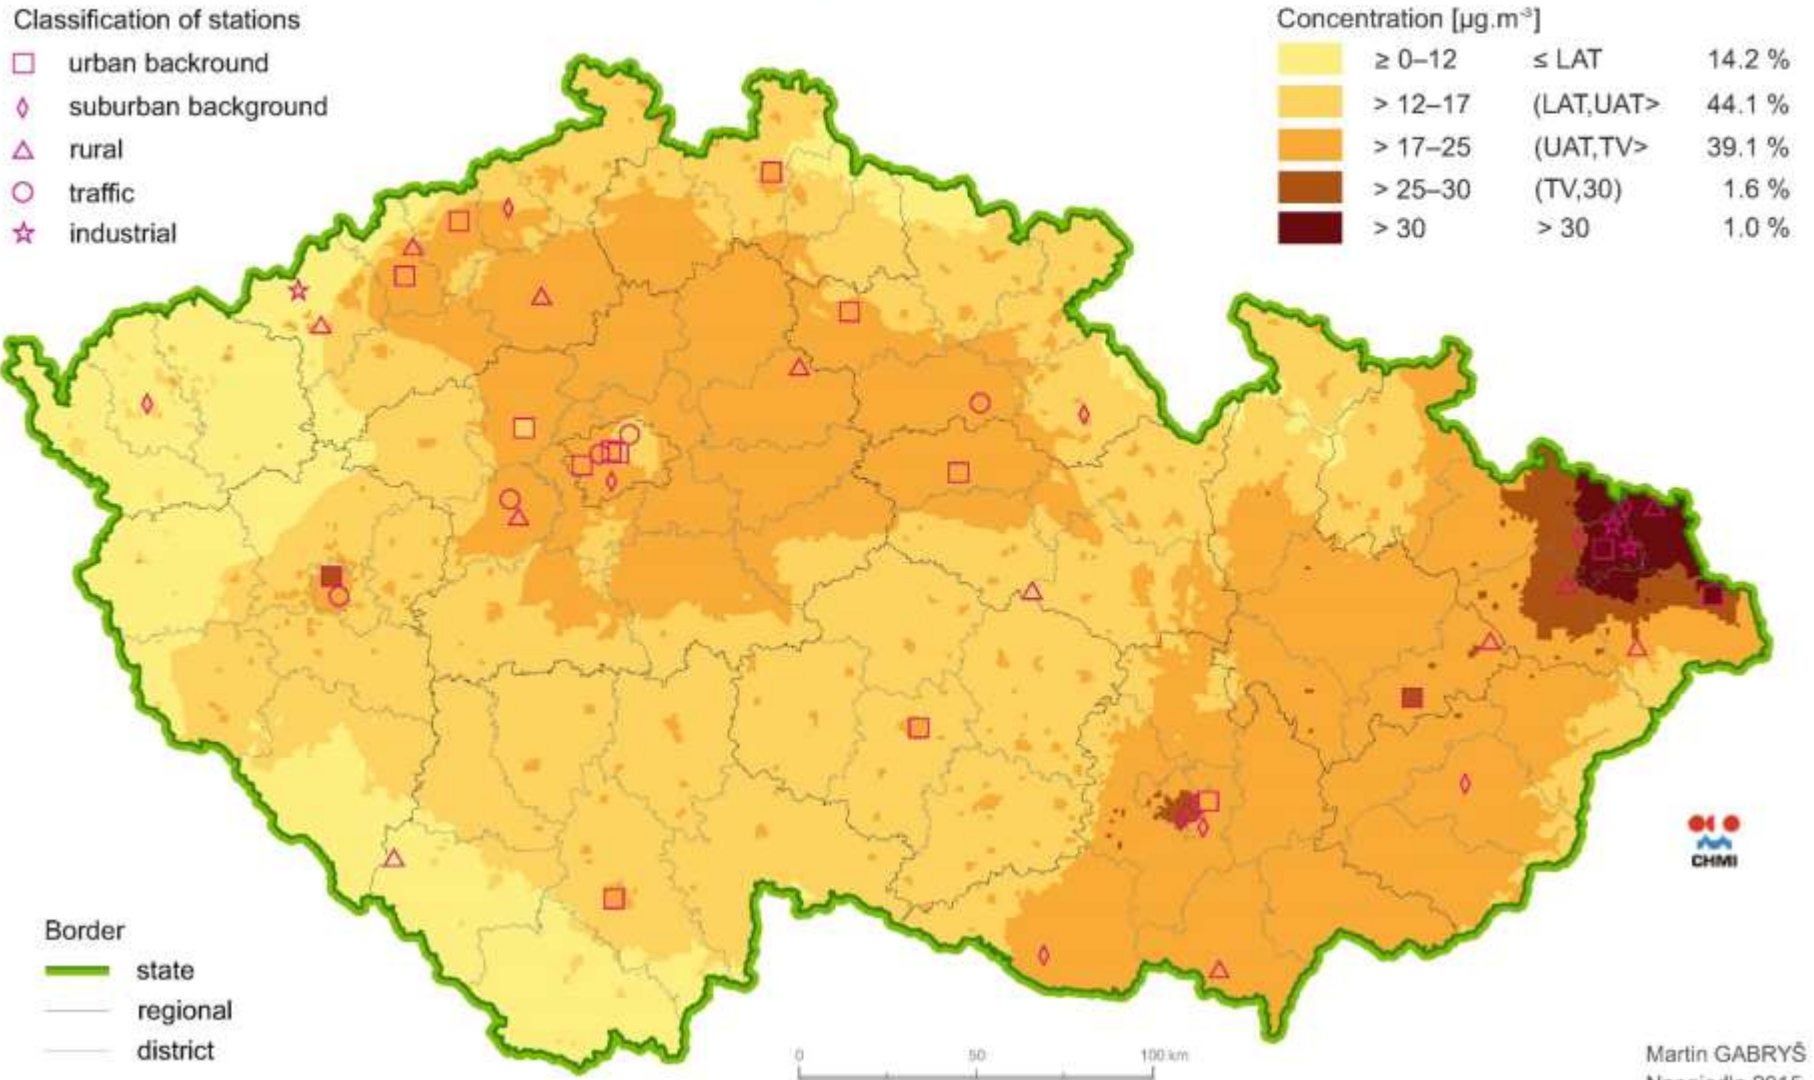 Classification of stations
urban backround
suburban background
rural
traffic
industrial
Concentration [µg.m⁻³]
≥ 0–12 ≤ LAT 14.2 %
> 12–17 (LAT,UAT> 44.1 %
> 17–25 (UAT,TV> 39.1 %
> 25–30 (TV,30) 1.6 %
> 30 > 30 1.0 %
CHMI
Border
state
regional
district
0 50 100 km
Martin GABRYŠ